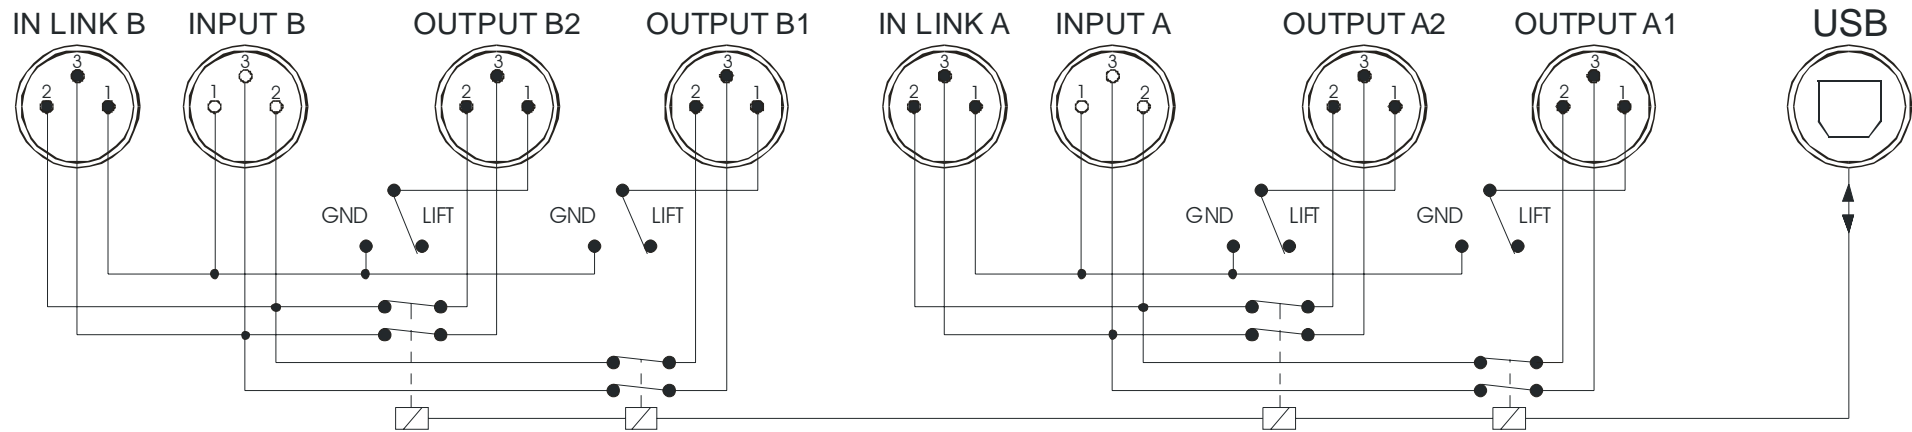 IN LINK B INPUT B OUTPUT B2 OUTPUT B1 IN LINK A INPUT A OUTPUT A2 OUTPUT A1 USB
3 3 3 3 3 3 3 3
2 1 1 2 2 1 2 1 2 1 1 2 2 1 2 1
GND LIFT GND LIFT GND LIFT GND LIFT